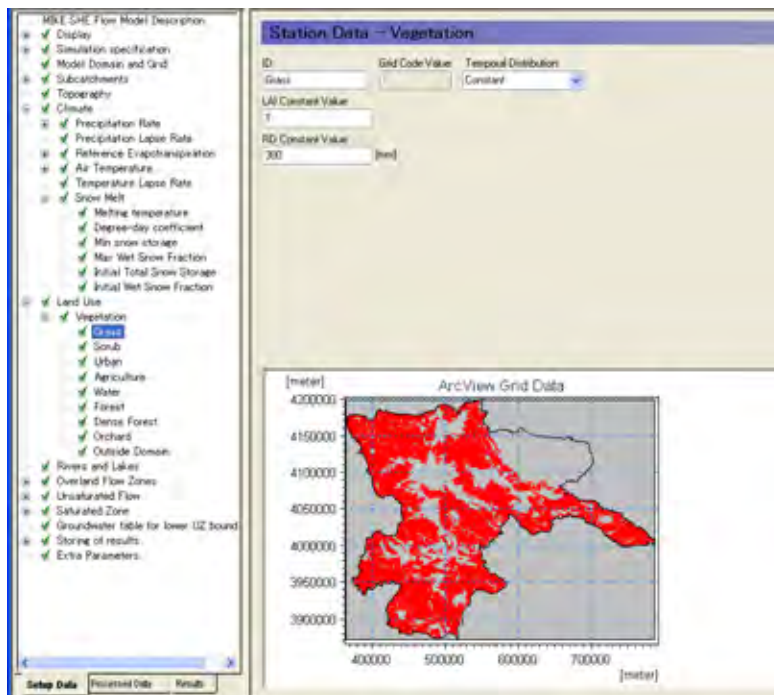 MIKE SHE Flow Model Description
Display
Simulation specification
Model Domain and Grid
Subcatchments
Topography
Climate
Precipitation Rate
Precipitation Lapse Rate
Reference Evapotranspiration
Air Temperature
Temperature Lapse Rate
Snow Melt
Melting temperature
Degree-day coefficient
Min snow storage
Max Wet Snow Fraction
Initial Total Snow Storage
Initial Wet Snow Fraction
Land Use
Vegetation
Grass
Scrub
Urban
Agriculture
Water
Forest
Dense Forest
Orchard
Outside Domain
Rivers and Lakes
Overland Flow Zones
Unsaturated Flow
Saturated Zone
Groundwater table for lower UZ bound
Storing of results
Extra Parameters
Setup Data Processed Data Results
Station Data - Vegetation
ID Grid Code Value Temporal Distribution
Grass Constant
LAI Constant Value
RD Constant Value
300 [mm]
ArcView Grid Data
[meter]
4200000
4150000
4100000
4050000
4000000
3950000
3900000
400000 500000 600000 700000
[meter]